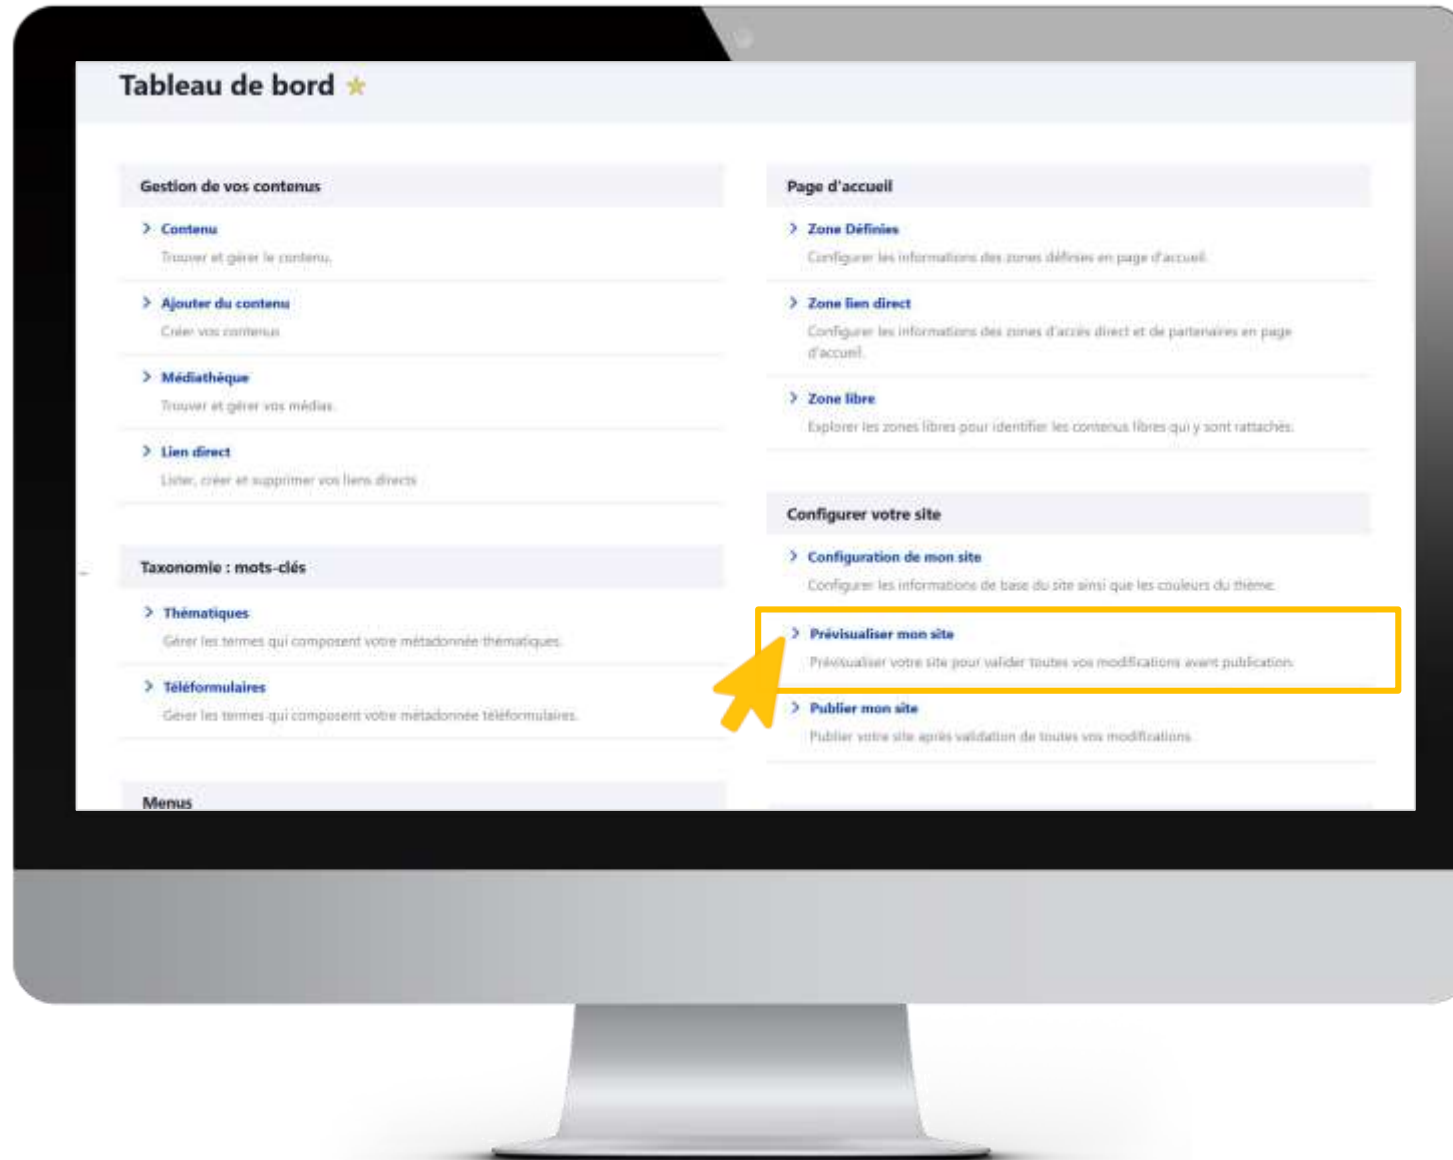 Tableau de bord
Gestion de vos contenus
Contenu
Trouver et gérer le contenu.
Ajouter du contenu
Créer vos contenus
Médiathèque
Trouver et gérer vos médias.
Lien direct
Lister, créer et supprimer vos liens directs
Taxonomie : mots-clés
Thématiques
Gérer les termes qui composent votre métadonnée thématiques.
Téléformulaires
Gérer les termes qui composent votre métadonnée téléformulaires.
Menus
Page d'accueil
Zone Définies
Configurer les informations des zones définies en page d'accueil.
Zone lien direct
Configurer les informations des zones d'accès direct et de partenaires en page
d'accueil.
Zone libre
Explorer les zones libres pour identifier les contenus libres qui y sont rattachés.
Configurer votre site
Configuration de mon site
Configurer les informations de base du site ainsi que les couleurs du thème.
Prévisualiser mon site
Prévisualiser votre site pour valider toutes vos modifications avant publication.
Publier mon site
Publier votre site après validation de toutes vos modifications.